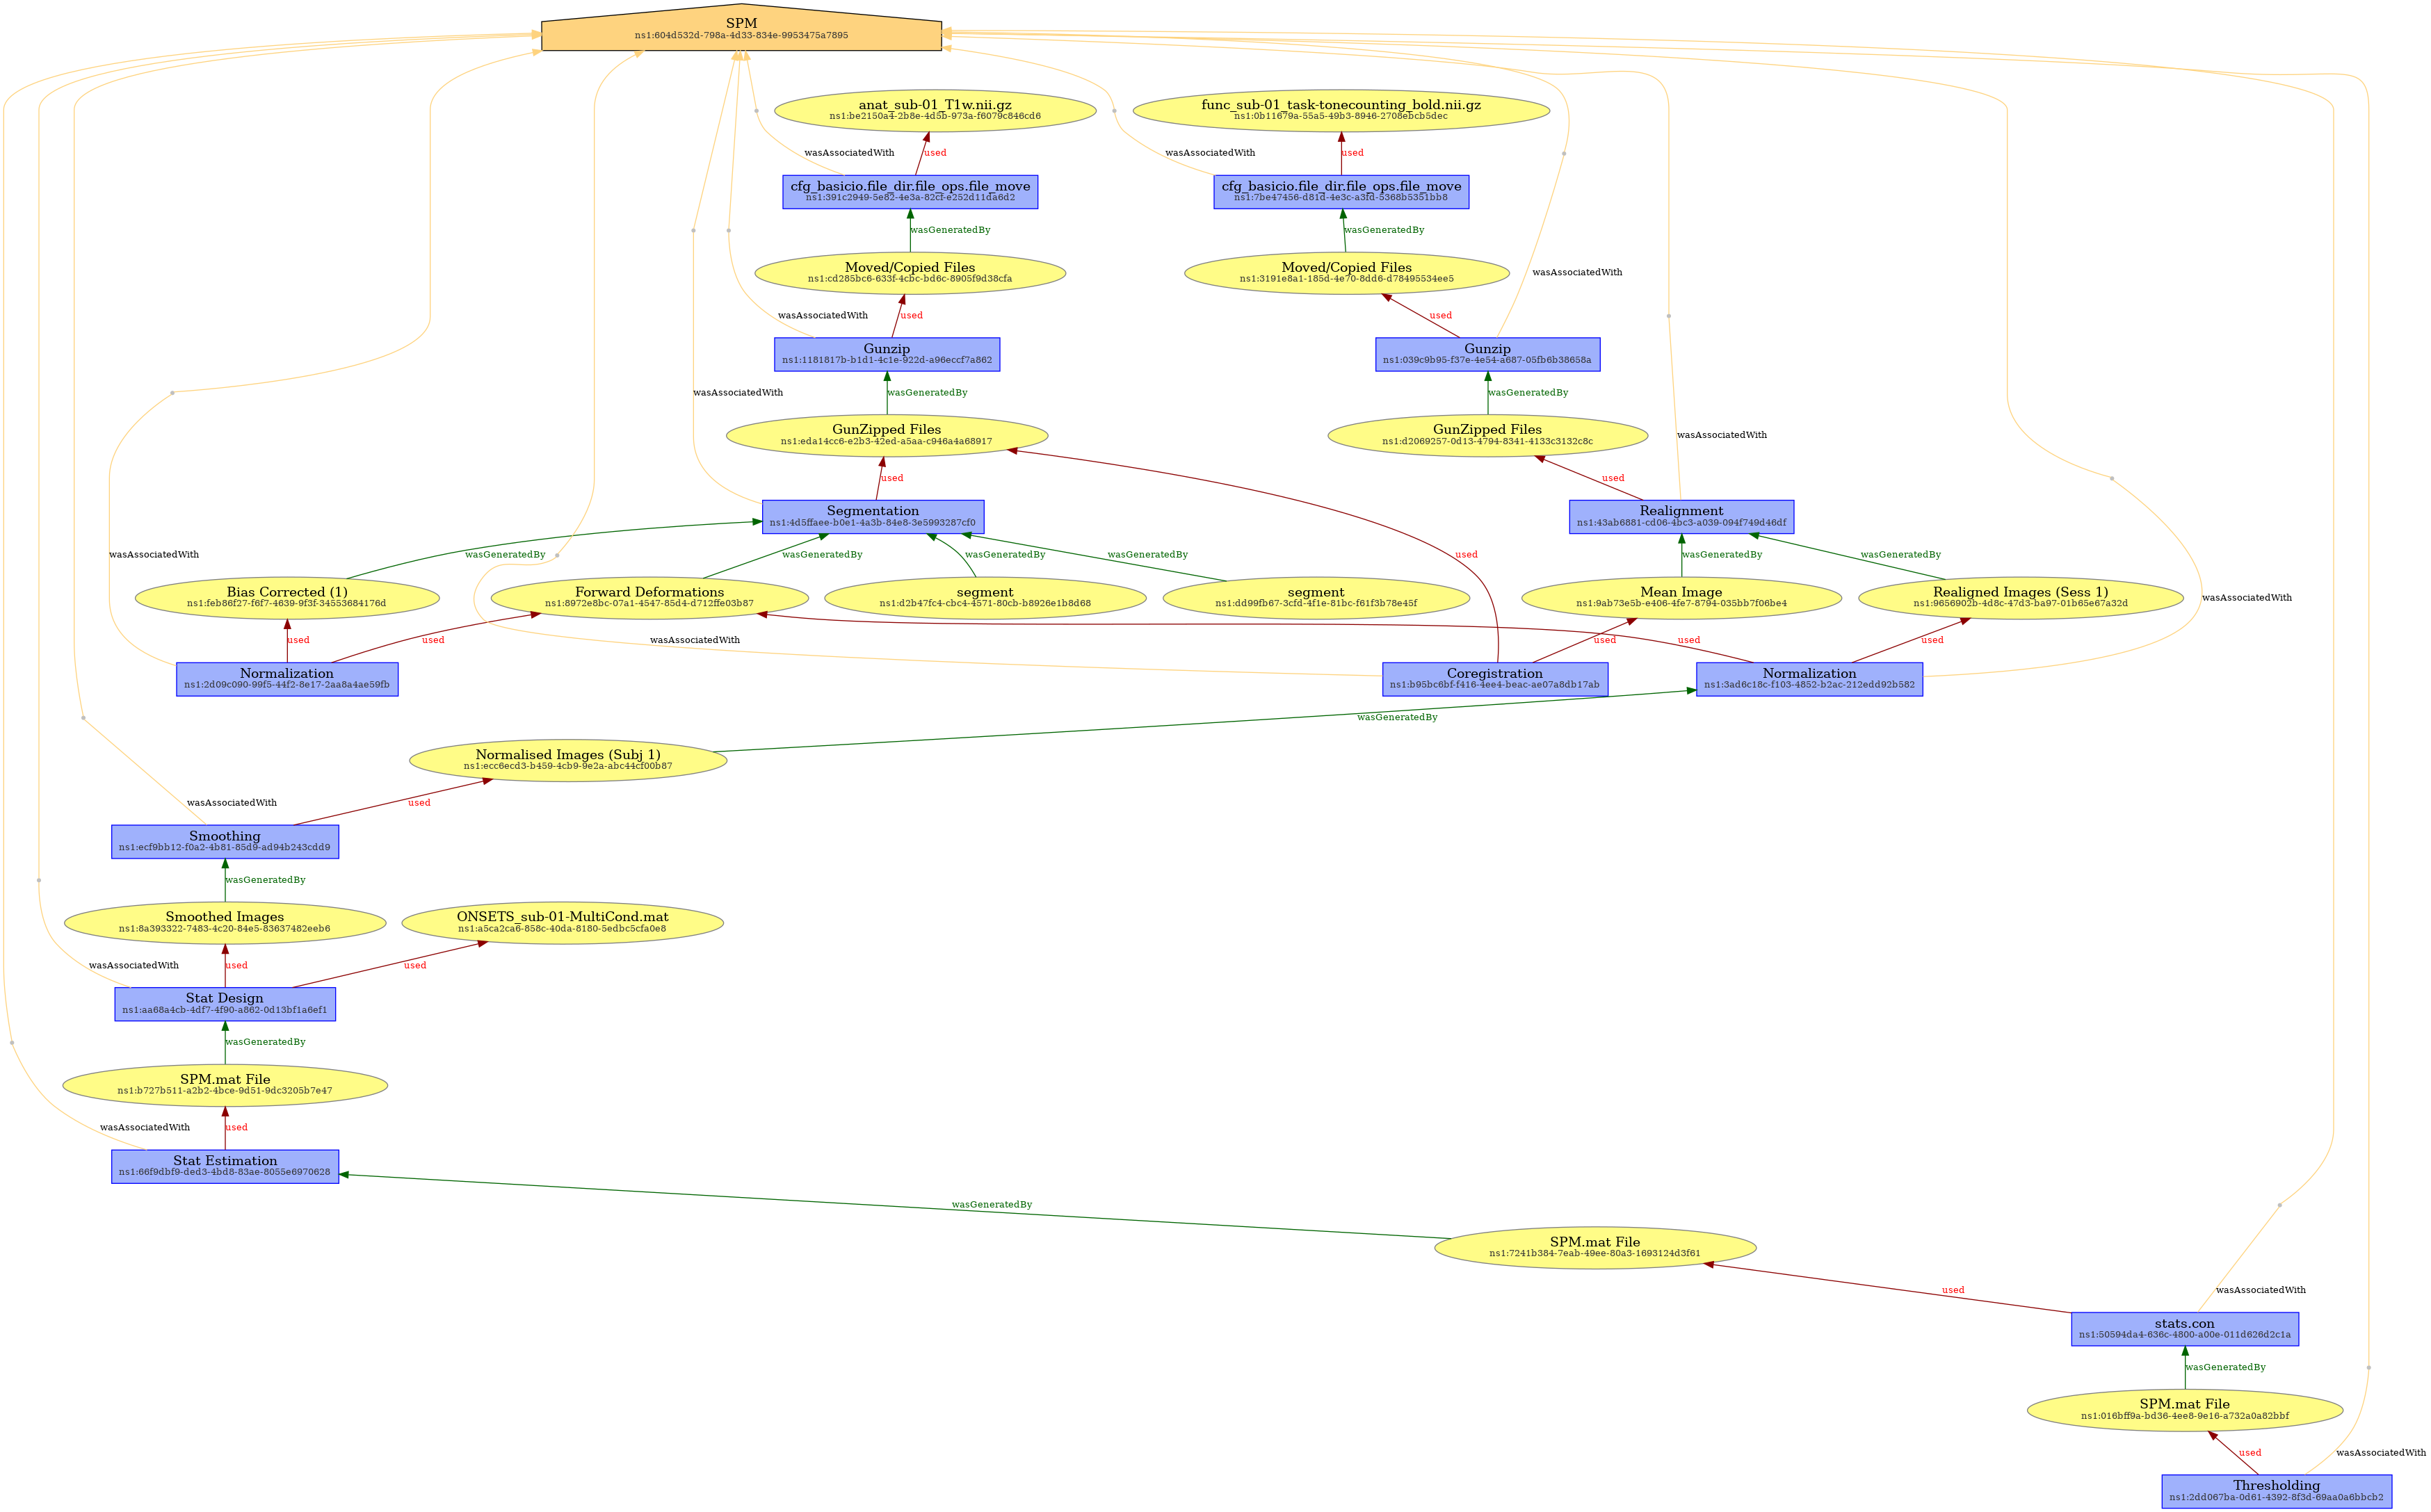 SPM
ns1:604d532d-798a-4d33-834e-9953475a7895
anat_sub-01_T1w.nii.gz
ns1:be2150a4-2b8e-4d5b-973a-f6079c846cd6
func_sub-01_task-tonecounting_bold.nii.gz
ns1:0b11679a-55a5-49b3-8946-2708ebcb5dec
wasAssociatedWith
used
wasAssociatedWith
used
cfg_basicio.file_dir.file_ops.file_move
ns1:391c2949-5e82-4e3a-82cf-e252d11da6d2
cfg_basicio.file_dir.file_ops.file_move
ns1:7be47456-d81d-4e3c-a3fd-5368b5351bb8
wasGeneratedBy
wasGeneratedBy
Moved/Copied Files
ns1:cd285bc6-633f-4cbc-bd6c-8905f9d38cfa
Moved/Copied Files
ns1:3191e8a1-185d-4e70-8dd6-d78495534ee5
wasAssociatedWith
wasAssociatedWith
used
used
Gunzip
ns1:1181817b-b1d1-4c1e-922d-a96eccf7a862
Gunzip
ns1:039c9b95-f37e-4e54-a687-05fb6b38658a
wasAssociatedWith
wasGeneratedBy
wasGeneratedBy
GunZipped Files
ns1:eda14cc6-e2b3-42ed-a5aa-c946a4a68917
GunZipped Files
ns1:d2069257-0d13-4794-8341-4133c3132c8c
wasAssociatedWith
used
used
Segmentation
ns1:4d5ffaee-b0e1-4a3b-84e8-3e5993287cf0
Realignment
ns1:43ab6881-cd06-4bc3-a039-094f749d46df
wasAssociatedWith
wasGeneratedBy
wasGeneratedBy
wasGeneratedBy
wasGeneratedBy
used
wasGeneratedBy
wasGeneratedBy
Bias Corrected (1)
ns1:feb86f27-f6f7-4639-9f3f-34553684176d
Forward Deformations
ns1:8972e8bc-07a1-4547-85d4-d712ffe03b87
segment
ns1:d2b47fc4-cbc4-4571-80cb-b8926e1b8d68
segment
ns1:dd99fb67-3cfd-4f1e-81bc-f61f3b78e45f
Mean Image
ns1:9ab73e5b-e406-4fe7-8794-035bb7f06be4
Realigned Images (Sess 1)
ns1:9656902b-4d8c-47d3-ba97-01b65e67a32d
wasAssociatedWith
used
used
wasAssociatedWith
used
used
used
Normalization
ns1:2d09c090-99f5-44f2-8e17-2aa8a4ae59fb
Coregistration
ns1:b95bc6bf-f416-4ee4-beac-ae07a8db17ab
Normalization
ns1:3ad6c18c-f103-4852-b2ac-212edd92b582
wasGeneratedBy
Normalised Images (Subj 1)
ns1:ecc6ecd3-b459-4cb9-9e2a-abc44cf00b87
wasAssociatedWith
used
Smoothing
ns1:ecf9bb12-f0a2-4b81-85d9-ad94b243cdd9
wasGeneratedBy
Smoothed Images
ns1:8a393322-7483-4c20-84e5-83637482eeb6
ONSETS_sub-01-MultiCond.mat
ns1:a5ca2ca6-858c-40da-8180-5edbc5cfa0e8
wasAssociatedWith
used
used
Stat Design
ns1:aa68a4cb-4df7-4f90-a862-0d13bf1a6ef1
wasGeneratedBy
SPM.mat File
ns1:b727b511-a2b2-4bce-9d51-9dc3205b7e47
wasAssociatedWith
used
Stat Estimation
ns1:66f9dbf9-ded3-4bd8-83ae-8055e6970628
wasGeneratedBy
SPM.mat File
ns1:7241b384-7eab-49ee-80a3-1693124d3f61
used
wasAssociatedWith
stats.con
ns1:50594da4-636c-4800-a00e-011d626d2c1a
wasGeneratedBy
SPM.mat File
ns1:016bff9a-bd36-4ee8-9e16-a732a0a82bbf
used
wasAssociatedWith
Thresholding
ns1:2dd067ba-0d61-4392-8f3d-69aa0a6bbcb2